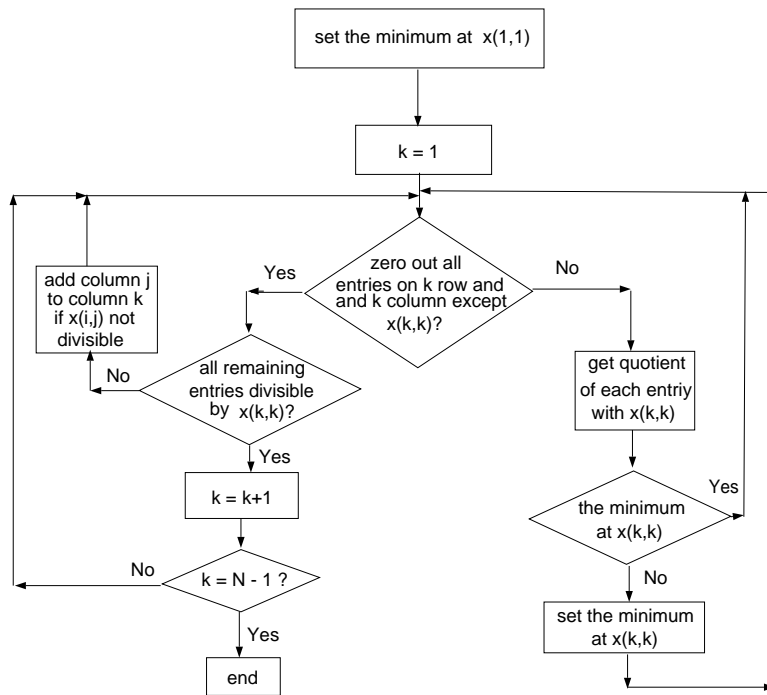 set the minimum at x(1,1)
k = 1
zero out all
entries on k row and
and k column except
x(k,k)?
Yes
No
add column j
to column k
if x(i,j) not
divisible
all remaining
entries divisible
by x(k,k)?
No
Yes
k = k+1
k = N - 1 ?
No
Yes
end
get quotient
of each entriy
with x(k,k)
the minimum
at x(k,k)
Yes
No
set the minimum
at x(k,k)